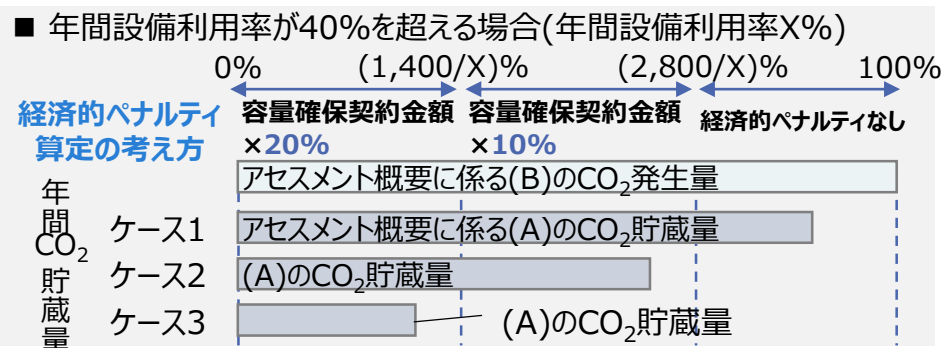 ■ 年間設備利用率が40%を超える場合(年間設備利用率X%)
0% (1,400/X)% (2,800/X)% 100%
経済的ペナルティ
算定の考え方
容量確保契約金額
×20%
容量確保契約金額
×10%
経済的ペナルティなし
年間CO2貯蔵量
アセスメント概要に係る(B)のCO2発生量
ケース1 アセスメント概要に係る(A)のCO2貯蔵量
ケース2 (A)のCO2貯蔵量
ケース3 (A)のCO2貯蔵量